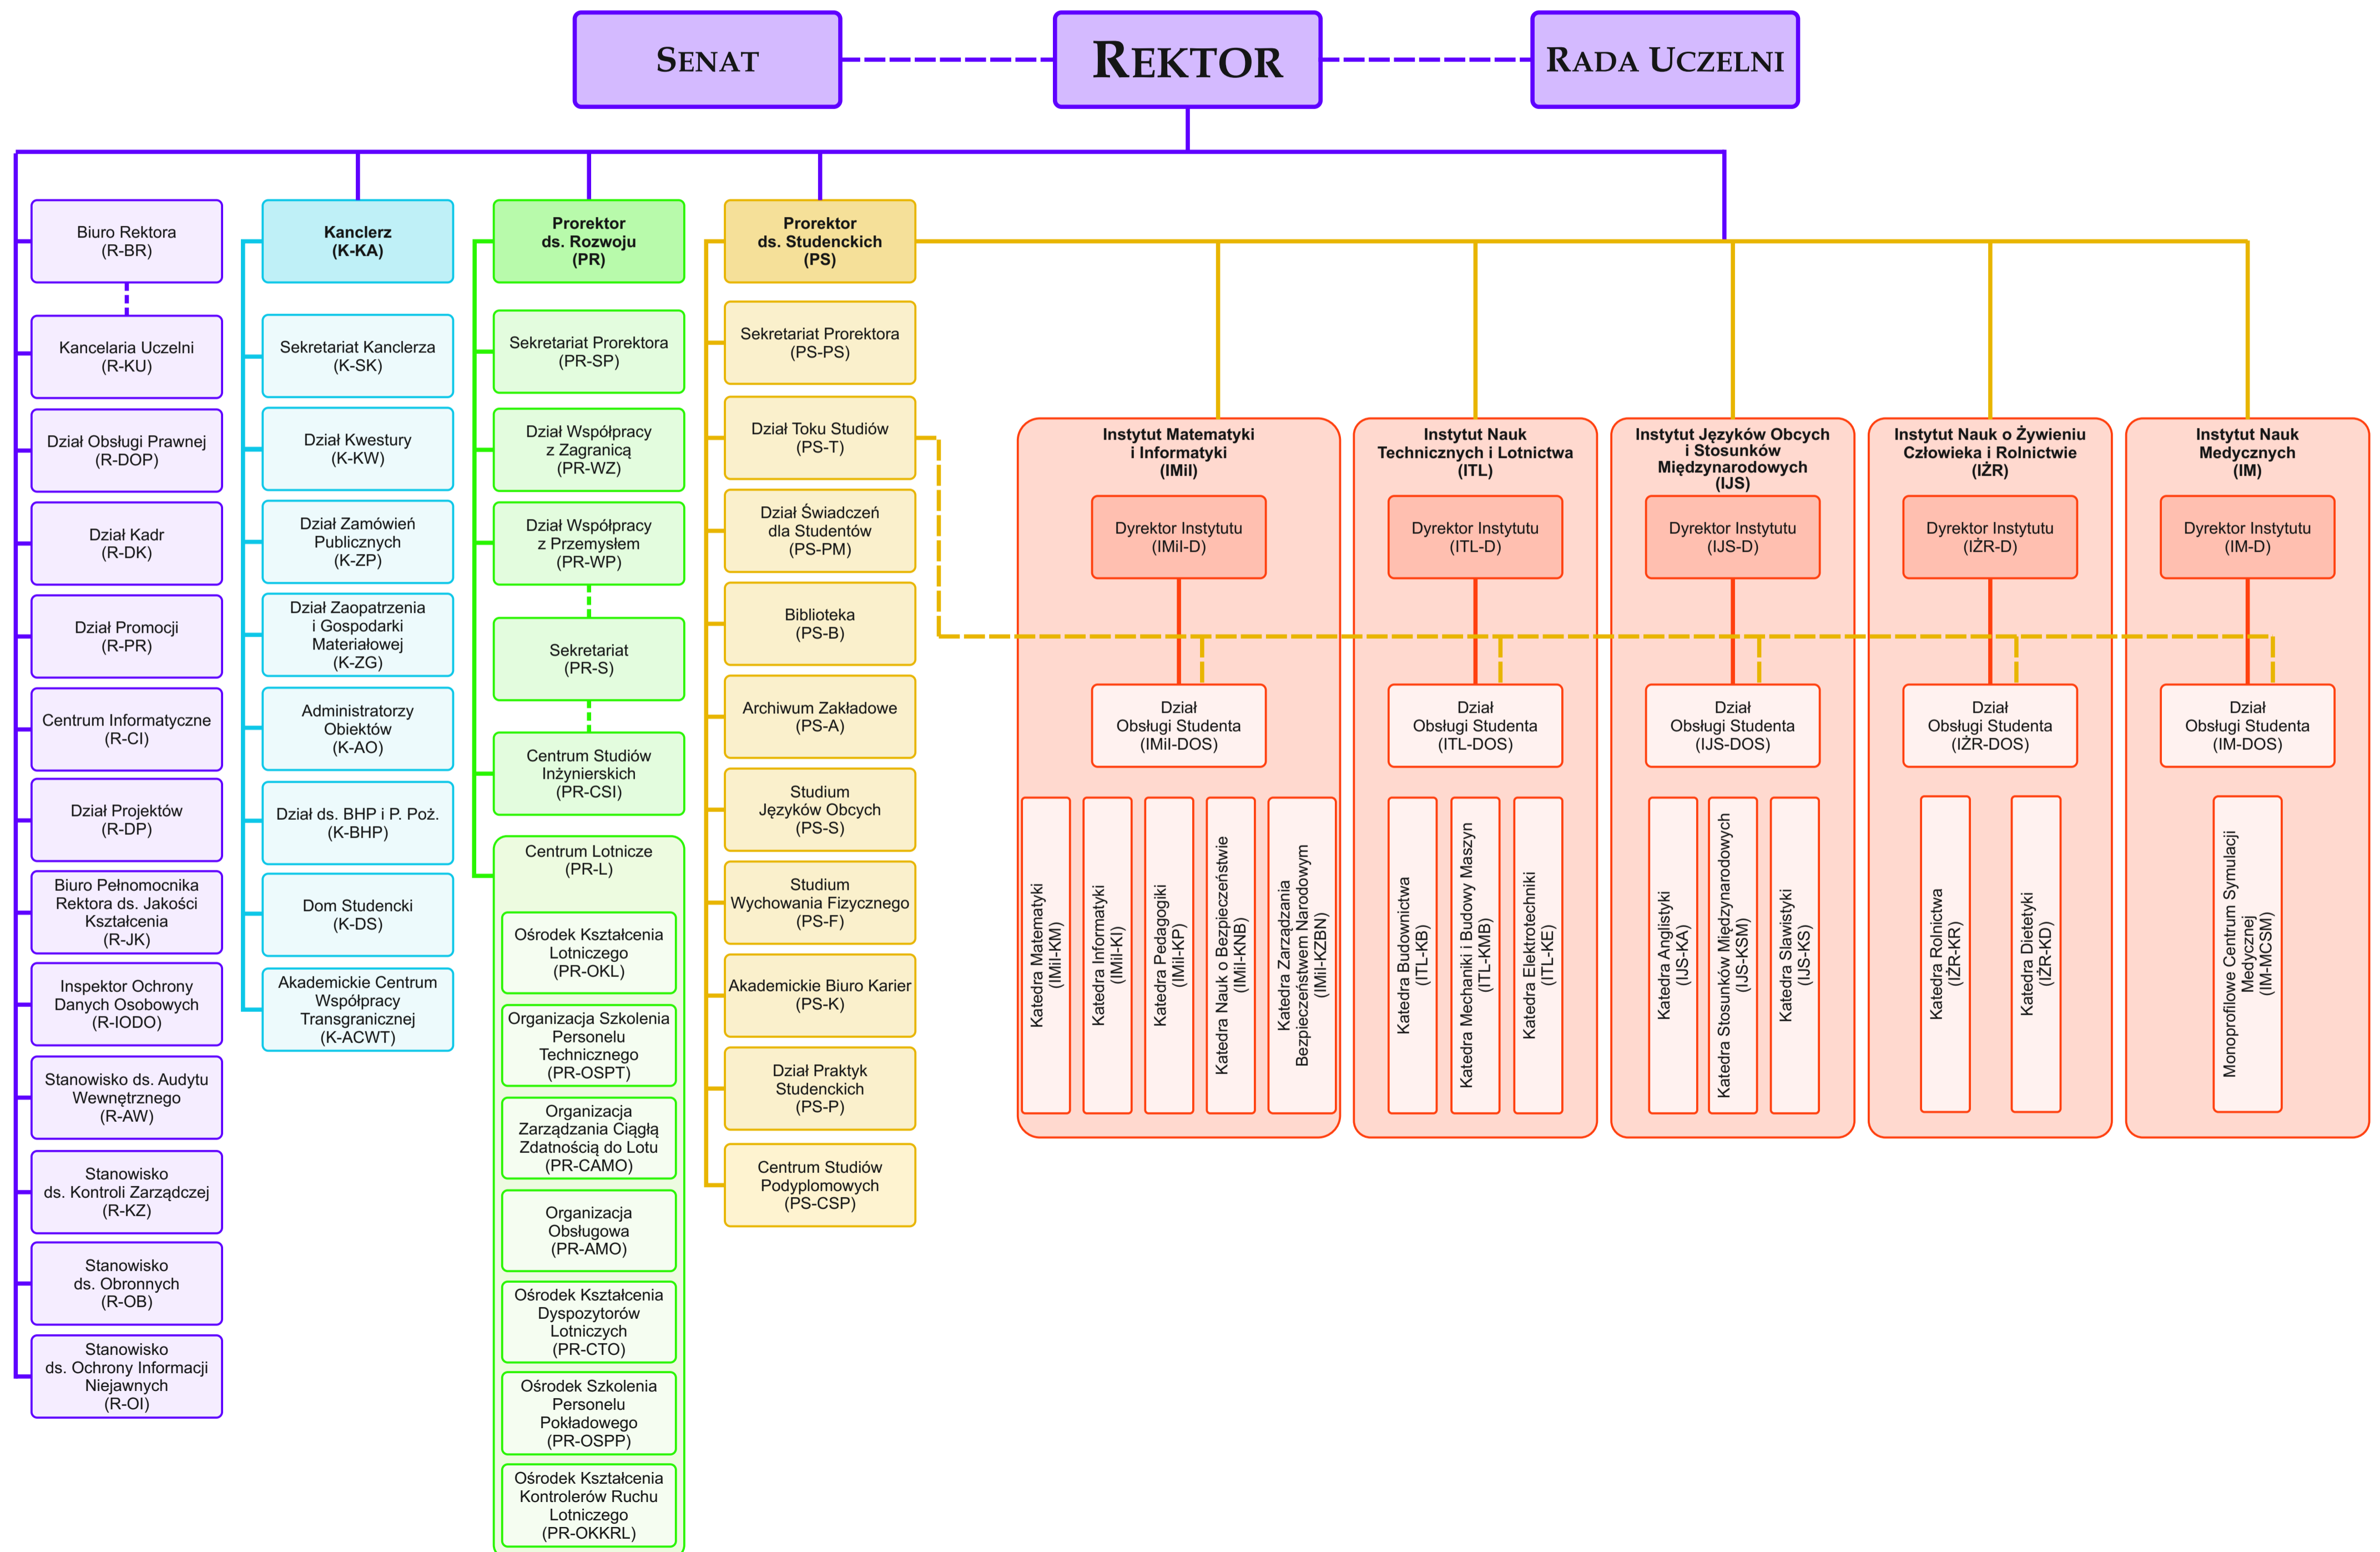 SENAT
REKTOR
RADA UCZELNI
Biuro Rektora
(R-BR)
Kancelaria Uczelni
(R-KU)
Dział Obsługi Prawnej
(R-DOP)
Dział Kadr
(R-DK)
Dział Promocji
(R-PR)
Centrum Informatyczne
(R-CI)
Dział Projektów
(R-DP)
Biuro Pełnomocnika
Rektora ds. Jakości
Kształcenia
(R-JK)
Inspektor Ochrony
Danych Osobowych
(R-IODO)
Stanowisko ds. Audytu
Wewnętrznego
(R-AW)
Stanowisko
ds. Kontroli Zarządczej
(R-KZ)
Stanowisko
ds. Obronnych
(R-OB)
Stanowisko
ds. Ochrony Informacji
Niejawnych
(R-OI)
Kanclerz
(K-KA)
Sekretariat Kanclerza
(K-SK)
Dział Kwestury
(K-KW)
Dział Zamówień
Publicznych
(K-ZP)
Dział Zaopatrzenia
i Gospodarki
Materiałowej
(K-ZG)
Administratorzy
Obiektów
(K-AO)
Dział ds. BHP i P. Poż.
(K-BHP)
Dom Studencki
(K-DS)
Akademickie Centrum
Współpracy
Transgranicznej
(K-ACWT)
Prorektor
ds. Rozwoju
(PR)
Sekretariat Prorektora
(PR-SP)
Dział Współpracy
z Zagranicą
(PR-WZ)
Dział Współpracy
z Przemysłem
(PR-WP)
Sekretariat
(PR-S)
Centrum Studiów
Inżynierskich
(PR-CSI)
Centrum Lotnicze
(PR-L)
Ośrodek Kształcenia
Lotniczego
(PR-OKL)
Organizacja Szkolenia
Personelu
Technicznego
(PR-OSPT)
Organizacja
Zarządzania Ciągłą
Zdatnością do Lotu
(PR-CAMO)
Organizacja
Obsługowa
(PR-AMO)
Ośrodek Kształcenia
Dyspozytorów
Lotniczych
(PR-CTO)
Ośrodek Szkolenia
Personelu
Pokładowego
(PR-OSPP)
Ośrodek Kształcenia
Kontrolerów Ruchu
Lotniczego
(PR-OKKRL)
Prorektor
ds. Studenckich
(PS)
Sekretariat Prorektora
(PS-PS)
Dział Toku Studiów
(PS-T)
Dział Świadczeń
dla Studentów
(PS-PM)
Biblioteka
(PS-B)
Archiwum Zakładowe
(PS-A)
Studium
Języków Obcych
(PS-S)
Studium
Wychowania Fizycznego
(PS-F)
Akademickie Biuro Karier
(PS-K)
Dział Praktyk
Studenckich
(PS-P)
Centrum Studiów
Podyplomowych
(PS-CSP)
Instytut Matematyki
i Informatyki
(IMiI)
Dyrektor Instytutu
(IMiI-D)
Dział
Obsługi Studenta
(IMiI-DOS)
Katedra Matematyki
(IMiI-KM)
Katedra Informatyki
(IMiI-KI)
Katedra Pedagogiki
(IMiI-KP)
Katedra Nauk o Bezpieczeństwie
(IMiI-KNB)
Katedra Zarządzania
Bezpieczeństwem Narodowym
(IMiI-KZBN)
Instytut Nauk
Technicznych i Lotnictwa
(ITL)
Dyrektor Instytutu
(ITL-D)
Dział
Obsługi Studenta
(ITL-DOS)
Katedra Budownictwa
(ITL-KB)
Katedra Mechaniki i Budowy Maszyn
(ITL-KMB)
Katedra Elektrotechniki
(ITL-KE)
Instytut Języków Obcych
i Stosunków
Międzynarodowych
(IJS)
Dyrektor Instytutu
(IJS-D)
Dział
Obsługi Studenta
(IJS-DOS)
Katedra Anglistyki
(IJS-KA)
Katedra Stosunków Międzynarodowych
(IJS-KSM)
Katedra Slawistyki
(IJS-KS)
Instytut Nauk o Żywieniu
Człowieka i Rolnictwie
(IŻR)
Dyrektor Instytutu
(IŻR-D)
Dział
Obsługi Studenta
(IŻR-DOS)
Katedra Rolnictwa
(IŻR-KR)
Katedra Dietetyki
(IŻR-KD)
Instytut Nauk
Medycznych
(IM)
Dyrektor Instytutu
(IM-D)
Dział
Obsługi Studenta
(IM-DOS)
Monoprofilowe Centrum Symulacji
Medycznej
(IM-MCSM)